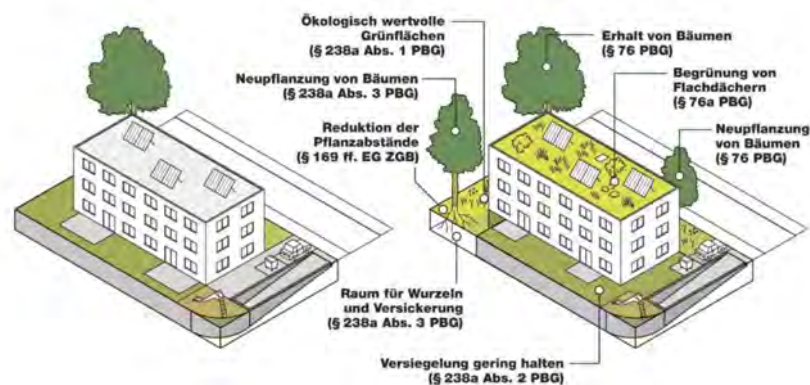 Ökologisch wertvolle
Grünflächen
(§ 238a Abs. 1 PBG)
Neupflanzung von Bäumen
(§ 238a Abs. 3 PBG)
Reduktion der
Pflanzabstände
(§ 169 ff. EG ZGB)
Raum für Wurzeln
und Versickerung
(§ 238a Abs. 3 PBG)
Erhalt von Bäumen
(§ 76 PBG)
Begrünung von
Flachdächern
(§ 76a PBG)
Neupflanzung
von Bäumen
(§ 76 PBG)
Versiegelung gering halten
(§ 238a Abs. 2 PBG)